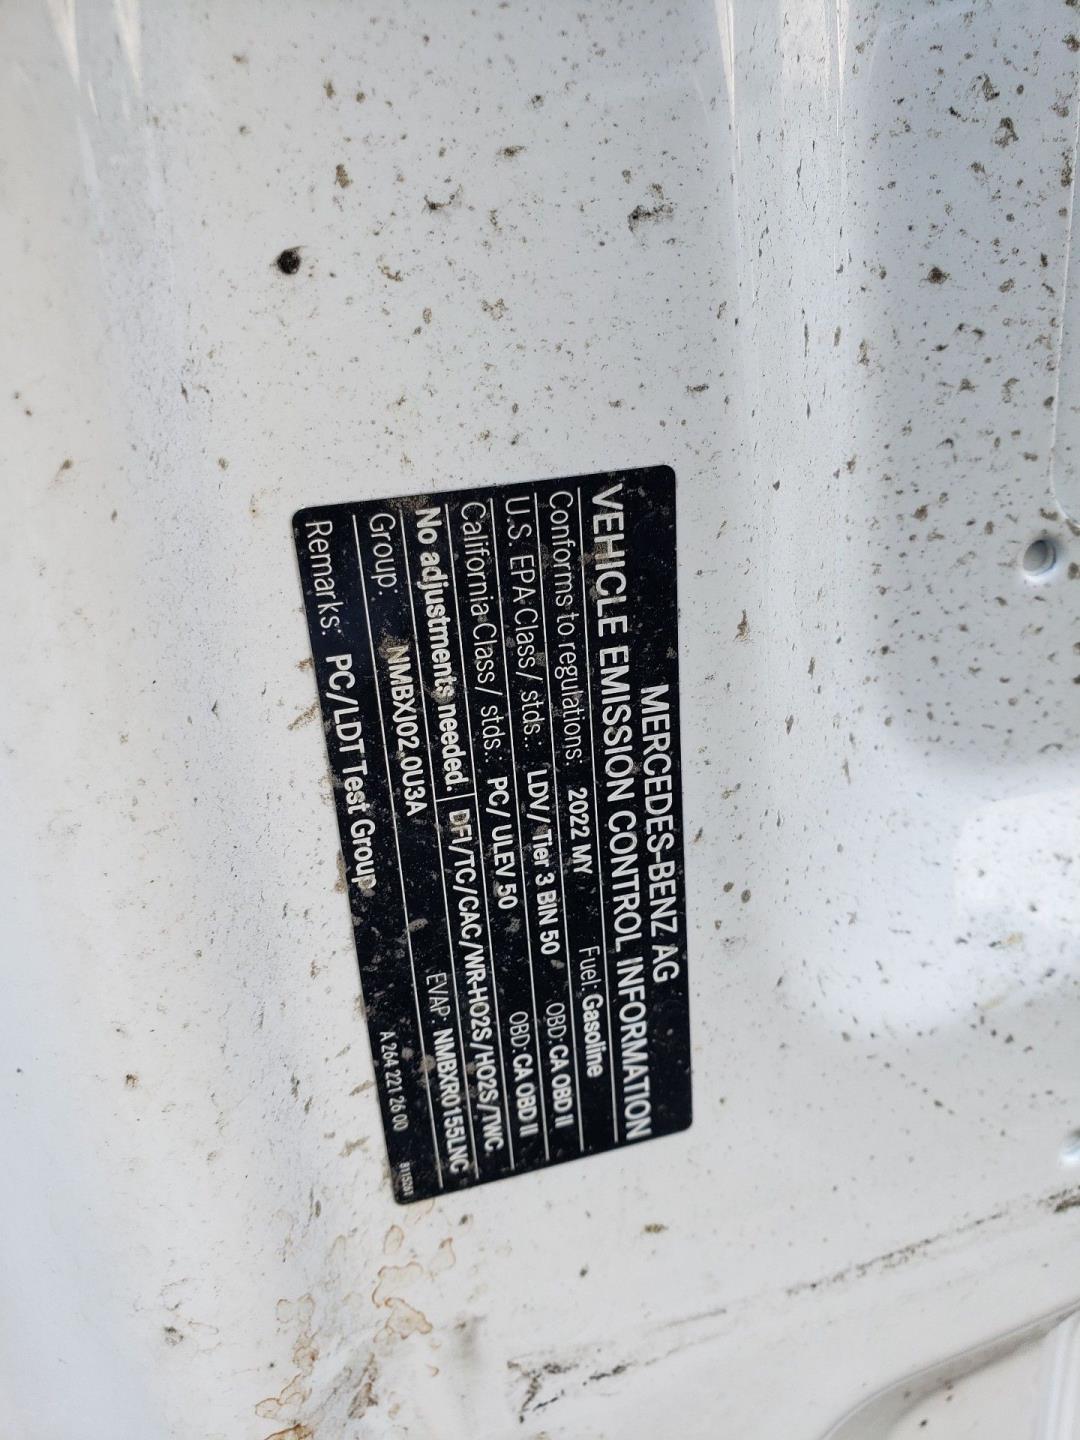 MERCEDES-BENZ AG
VEHICLE EMISSION CONTROL INFORMATION
Conforms to regulations: 2022 MY Fuel: Gasoline
U.S. EPA Class/ stds.: LDV/ Tier 3 BIN 50 OBD: CA OBD II
California Class/ stds.: PC/ ULEV 50 OBD: CA OBD II
No adjustments needed. DFI/TC/CAC/WR-HO2S/HO2S/TWC
Group: NMBXJ02.0U3A EVAP: NMBXR0155LNC
Remarks: PC/LDT Test Group A 264 221 26 00